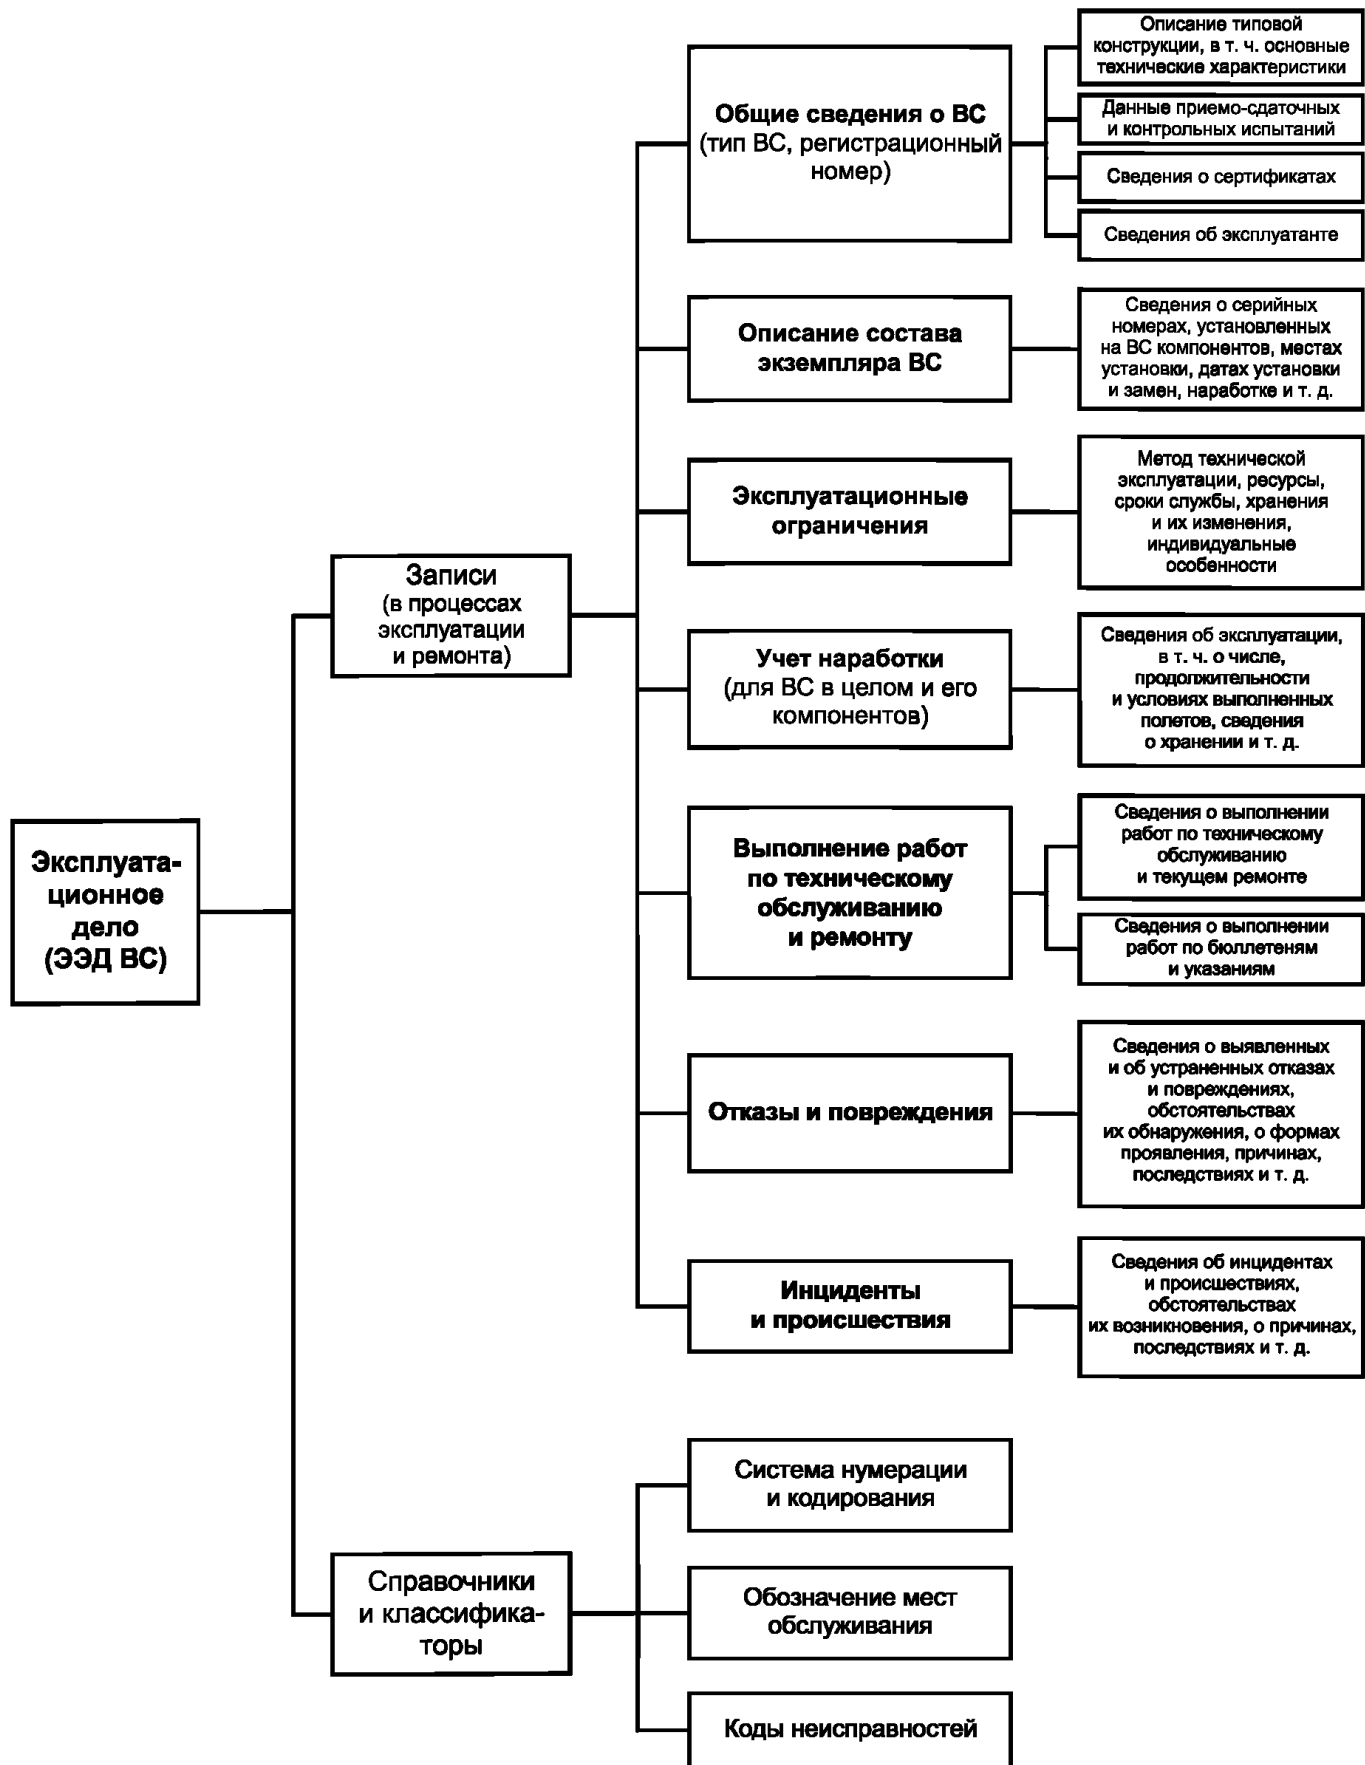 Эксплуата-
ционное
дело
(ЭЭД ВС)
Записи
(в процессах
эксплуатации
и ремонта)
Общие сведения о ВС
(тип ВС, регистрационный
номер)
Описание типовой
конструкции, в т. ч. основные
технические характеристики
Данные приемо-сдаточных
и контрольных испытаний
Сведения о сертификатах
Сведения об эксплуатанте
Описание состава
экземпляра ВС
Сведения о серийных
номерах, установленных
на ВС компонентов, местах
установки, датах установки
и замен, наработке и т. д.
Эксплуатационные
ограничения
Метод технической
эксплуатации, ресурсы,
сроки службы, хранения
и их изменения,
индивидуальные
особенности
Учет наработки
(для ВС в целом и его
компонентов)
Сведения об эксплуатации,
в т. ч. о числе,
продолжительности
и условиях выполненных
полетов, сведения
о хранении и т. д.
Выполнение работ
по техническому
обслуживанию
и ремонту
Сведения о выполнении
работ по техническому
обслуживанию
и текущем ремонте
Сведения о выполнении
работ по бюллетеням
и указаниям
Отказы и повреждения
Сведения о выявленных
и об устраненных отказах
и повреждениях,
обстоятельствах
их обнаружения, о формах
проявления, причинах,
последствиях и т. д.
Инциденты
и происшествия
Сведения об инцидентах
и происшествиях,
обстоятельствах
их возникновения, о причинах,
последствиях и т. д.
Справочники
и классифика-
торы
Система нумерации
и кодирования
Обозначение мест
обслуживания
Коды неисправностей